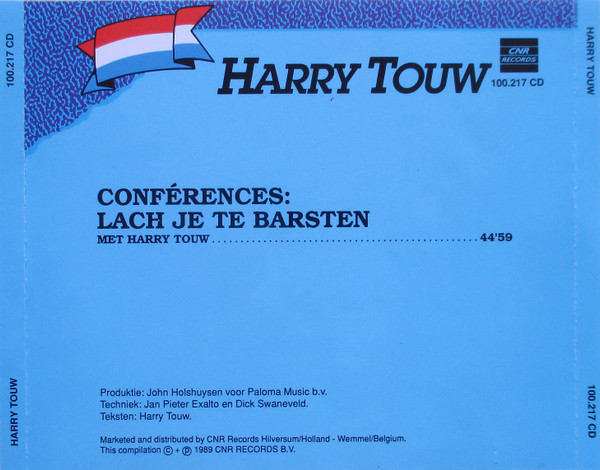 100.217 CD
HARRY TOUW
CNR
RECORDS
100.217 CD
HARRY TOUW
CONFÉRENCES:
LACH JE TE BARSTEN
MET HARRY TOUW................................................44'59
Produktie: John Holshuysen voor Paloma Music b.v.
Techniek: Jan Pieter Exalto en Dick Swaneveld.
Teksten: Harry Touw.
Marketed and distributed by CNR Records Hilversum/Holland - Wemmel/Belgium.
This compilation © + ℗ 1989 CNR RECORDS B.V.
HARRY TOUW
100.217 CD